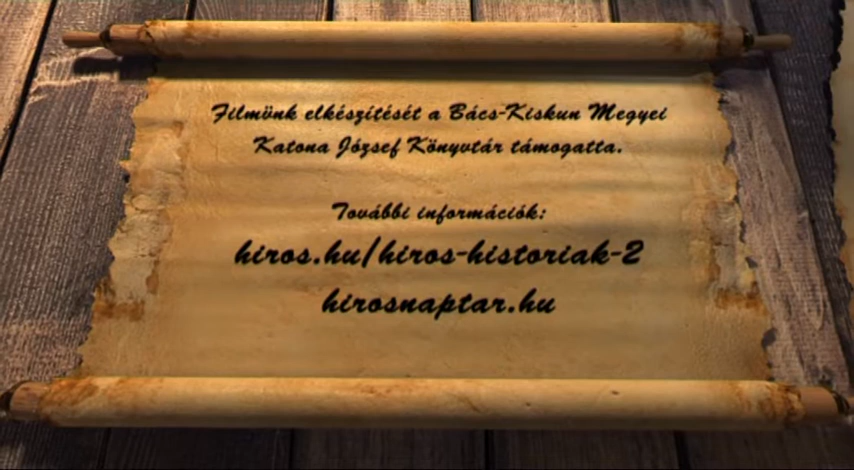 Filmünk elkészítését a Bács-Kiskun Megyei
Katona József Könyvtár támogatta.
További információk:
hiros.hu/hiros-historiak-2
hirosnaptar.hu